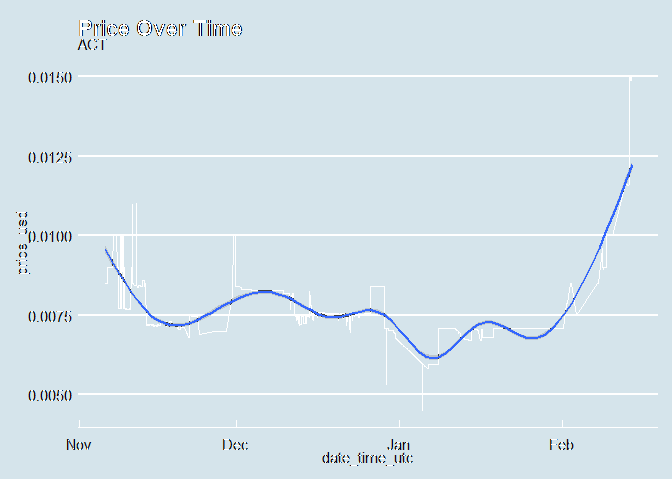 Price Over Time
ACT
0.0150
0.0125
0.0100
0.0075
0.0050
price_usd
Nov
Dec
Jan
Feb
date_time_utc